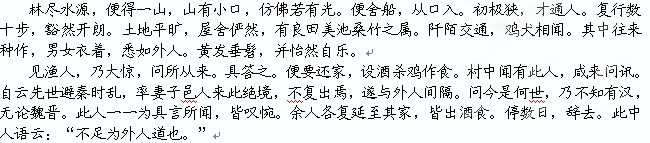 林尽水源，便得一山，山有小口，仿佛若有光。便舍船，从口入。初极狭，才通人。复行数
十步，豁然开朗。土地平旷，屋舍俨然，有良田美池桑竹之属。阡陌交通，鸡犬相闻。其中往来
种作，男女衣着，悉如外人。黄发垂髫，并怡然自乐。
见渔人，乃大惊，问所从来。具答之。便要还家，设酒杀鸡作食。村中闻有此人，咸来问讯。
自云先世避秦时乱，率妻子邑人来此绝境，不复出焉，遂与外人间隔。问今是何世，乃不知有汉，
无论魏晋。此人一一为具言所闻，皆叹惋。余人各复延至其家，皆出酒食。停数日，辞去。此中
人语云：“不足为外人道也。”